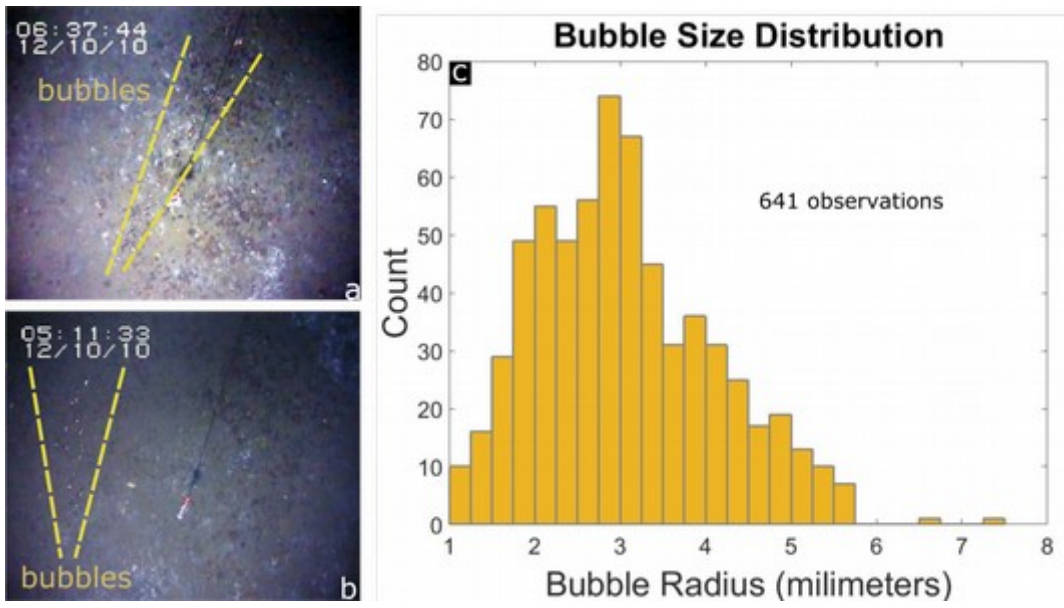 06:37:44
12/10/10
bubbles
a
05:11:33
12/10/10
bubbles
b
Bubble Size Distribution
C
641 observations
Count
80
70
60
50
40
30
20
10
0
1 2 3 4 5 6 7 8
Bubble Radius (milimeters)